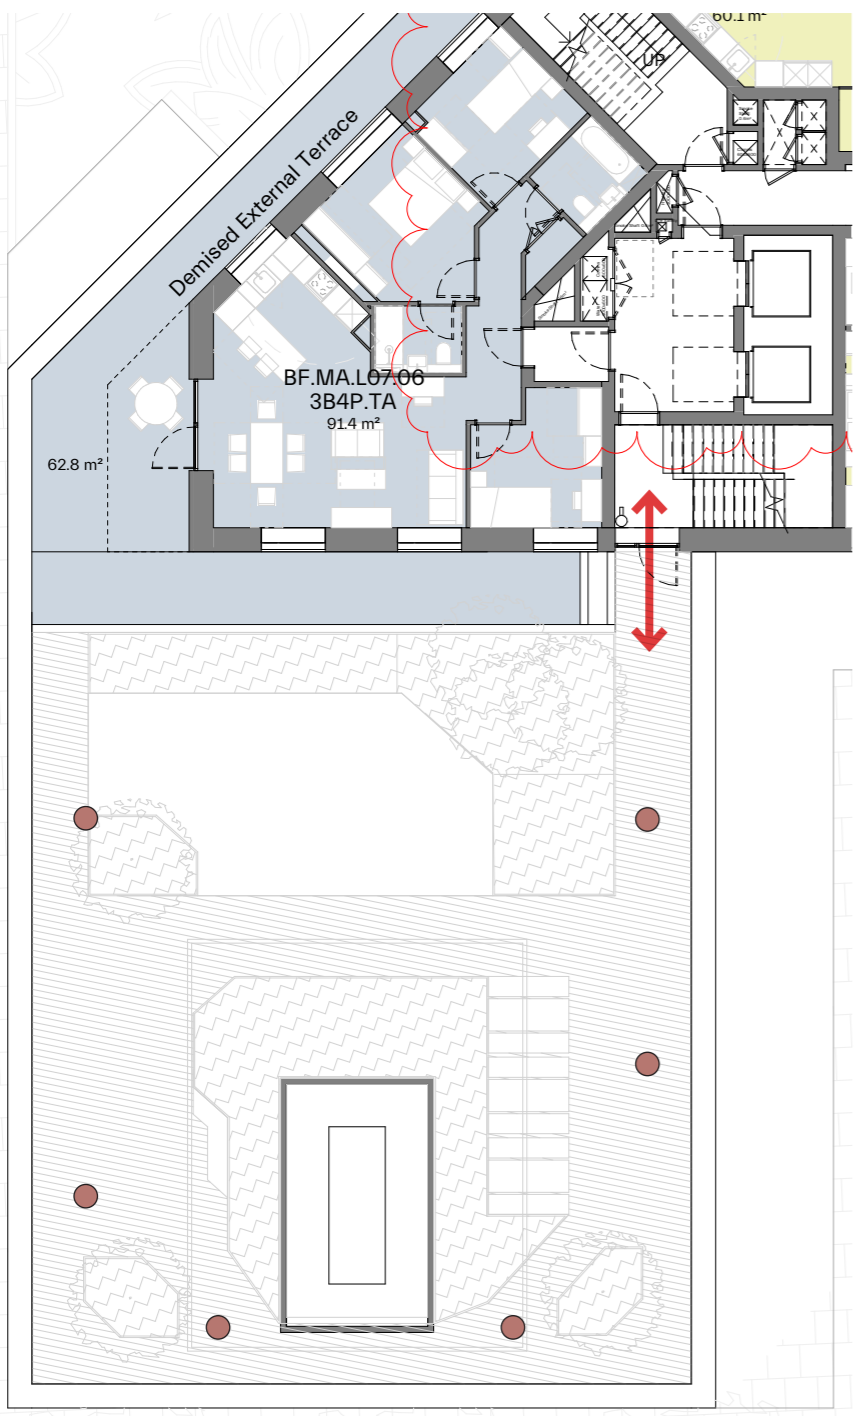 60.1 m²
UP
Demised External Terrace
BF.MA.L07.06
3B4P.TA
91.4 m²
62.8 m²